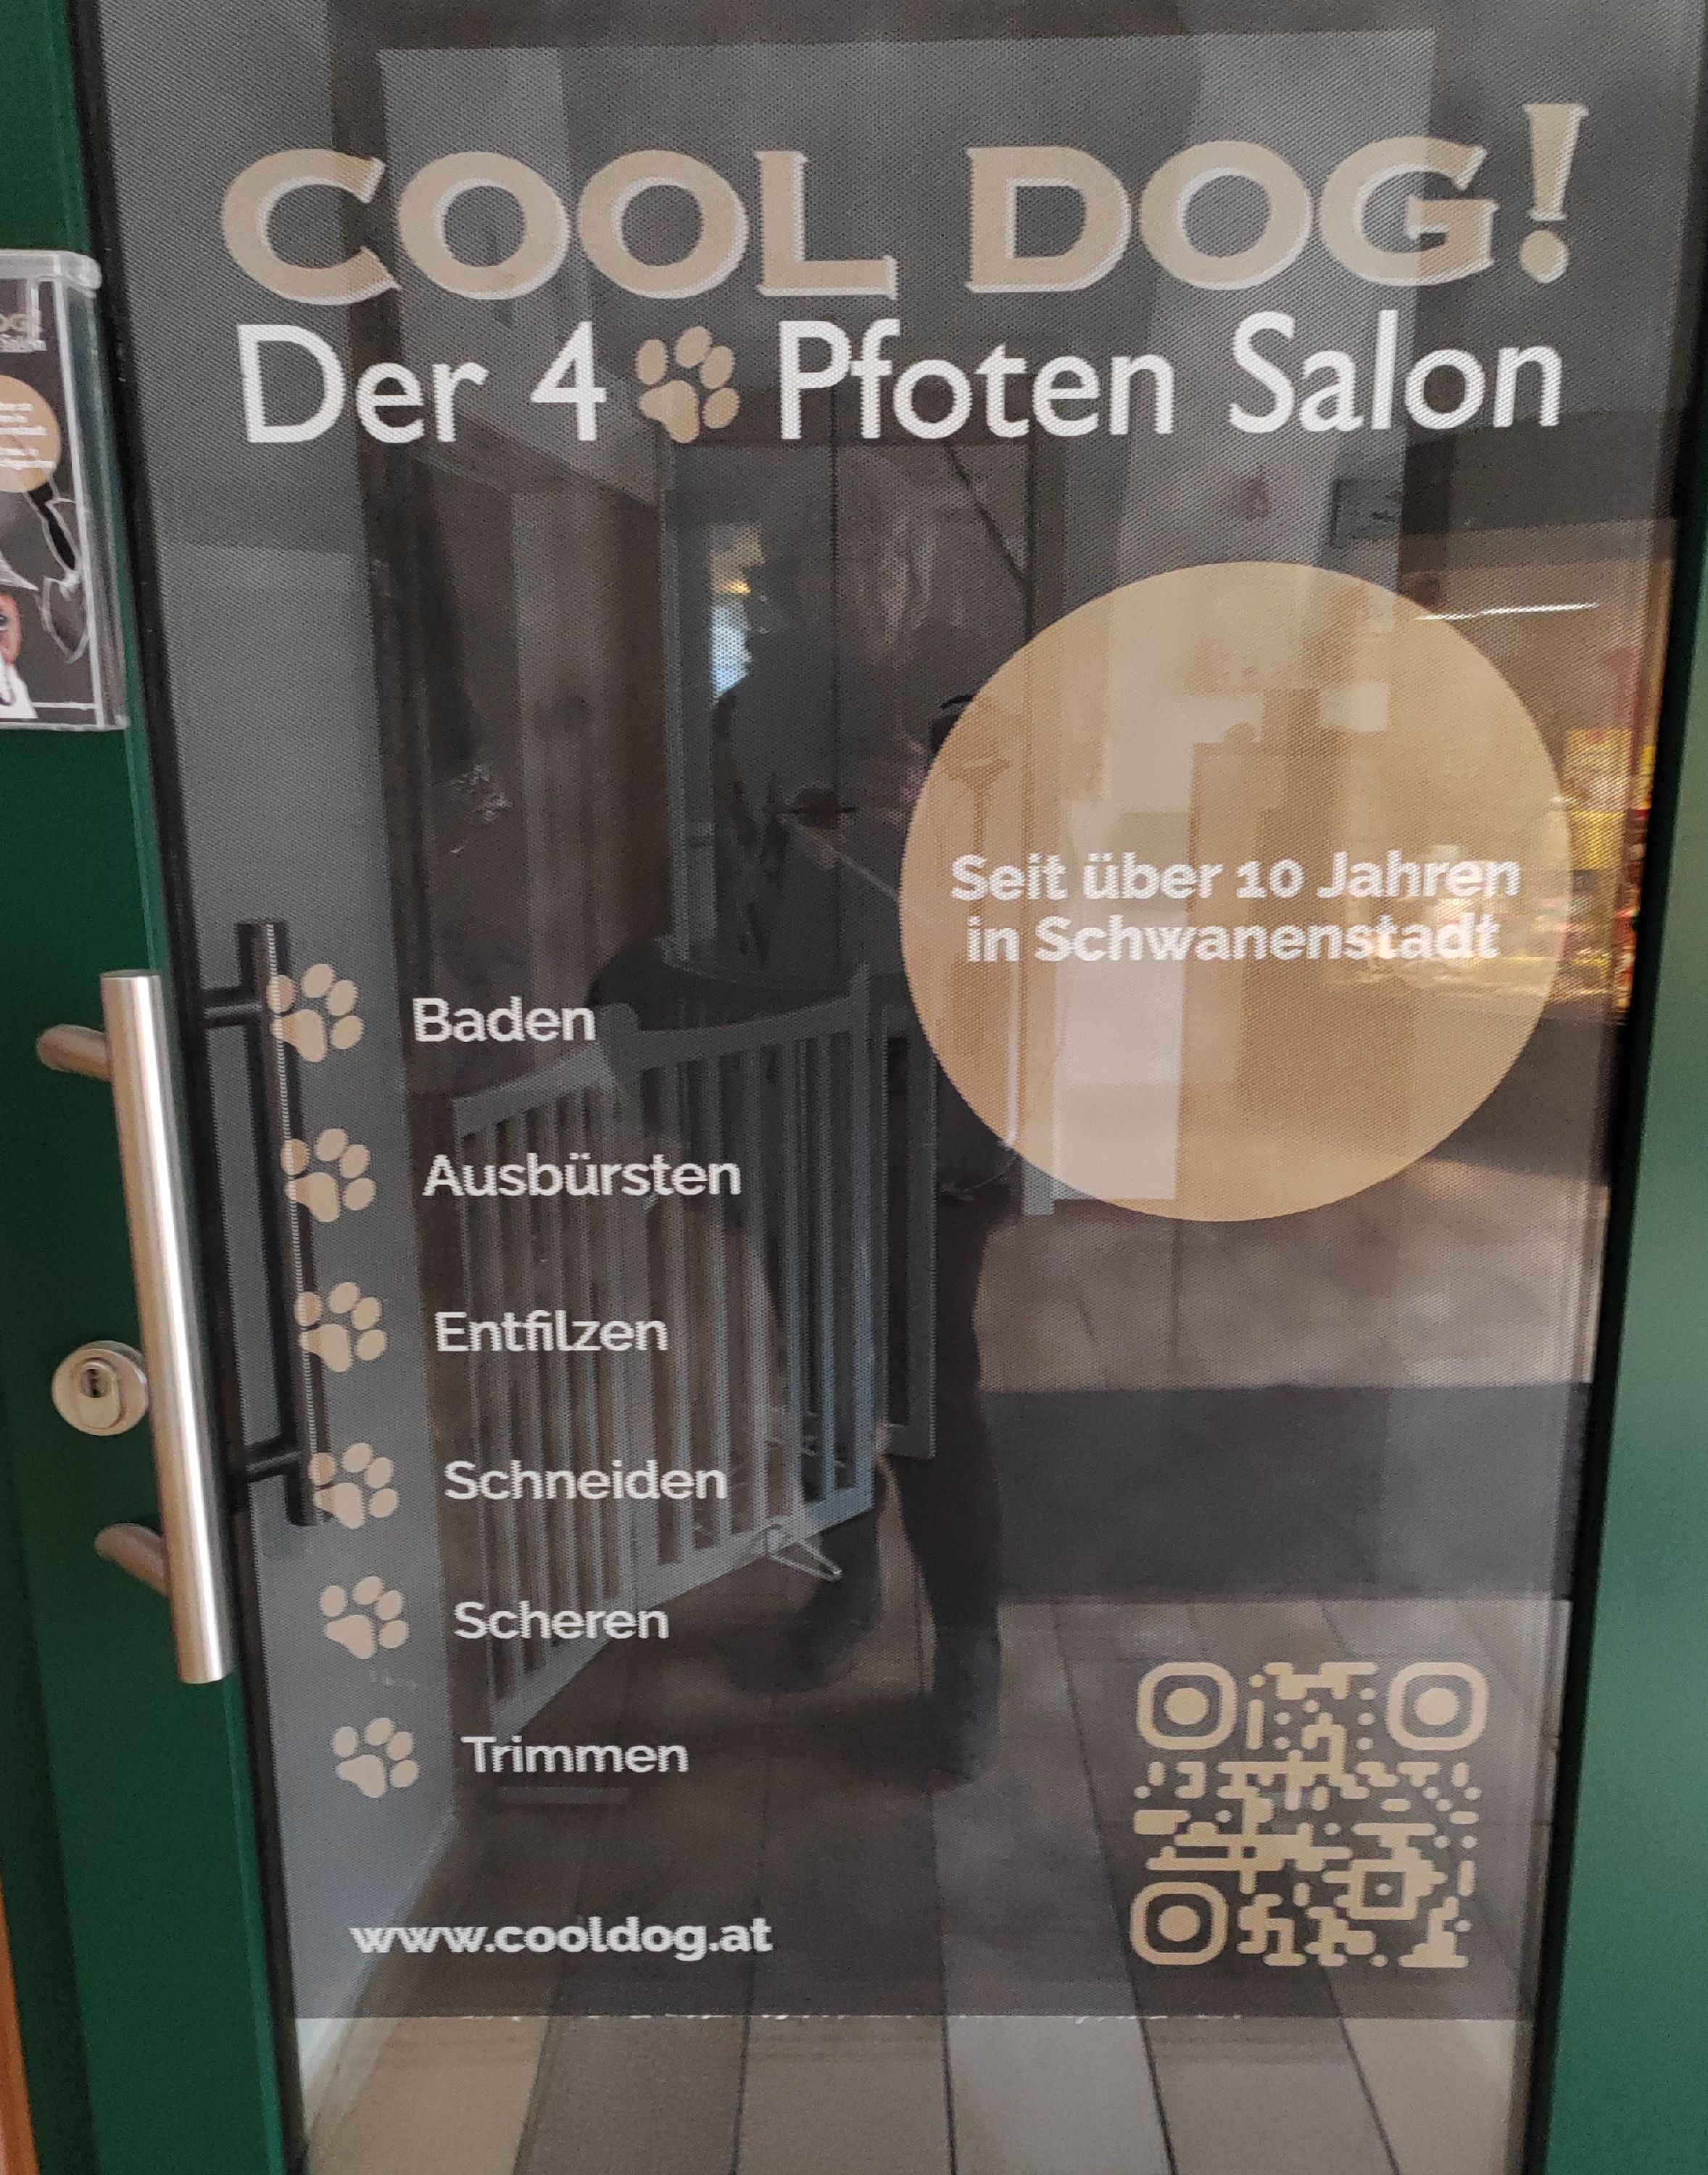 COOL DOG!
Der 4 Pfoten Salon
Seit über 10 Jahren
in Schwanenstadt
Baden
Ausbürsten
Entfilzen
Schneiden
Scheren
Trimmen
www.cooldog.at